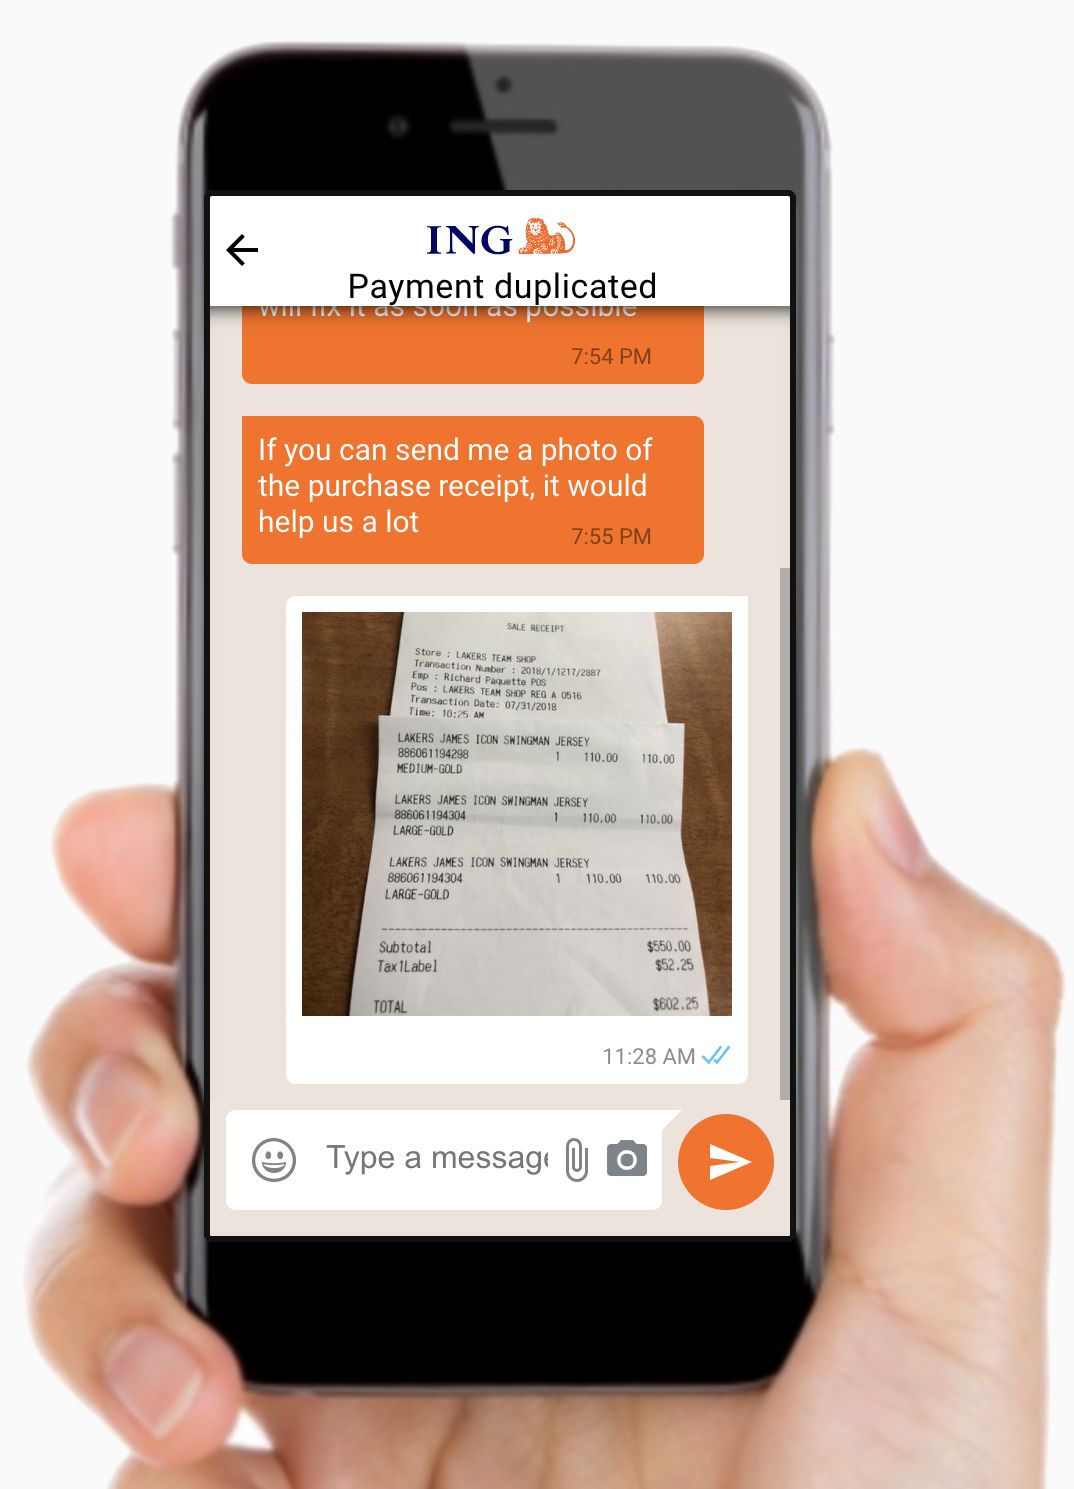 ING
Payment duplicated
will fix it as soon as possible
7:54 PM
If you can send me a photo of
the purchase receipt, it would
help us a lot
7:55 PM
SALE RECEIPT
Store : LAKERS TEAM SHOP
Transaction Number : 2018/1/1217/2887
Emp : Richard Paquette POS
Pos : LAKERS TEAM SHOP REG A 0516
Transaction Date: 07/31/2018
Time: 10:25 AM
LAKERS JAMES ICON SWINGMAN JERSEY
886061194298 1 110.00 110.00
MEDIUM-GOLD
LAKERS JAMES ICON SWINGMAN JERSEY
886061194304 1 110.00 110.00
LARGE-GOLD
LAKERS JAMES ICON SWINGMAN JERSEY
886061194304 1 110.00 110.00
LARGE-GOLD
Subtotal $550.00
Tax1Label $52.25
TOTAL $602.25
11:28 AM
Type a message